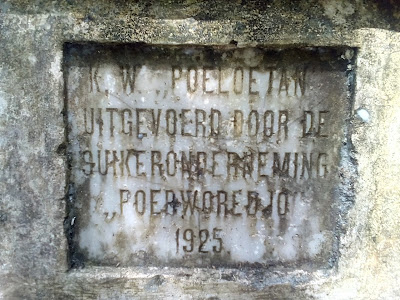 K. W. „POELOETAN"
UITGEVOERD DOOR DE
SUIKERONDERNEMING
„POERWOREDJO"
1925.